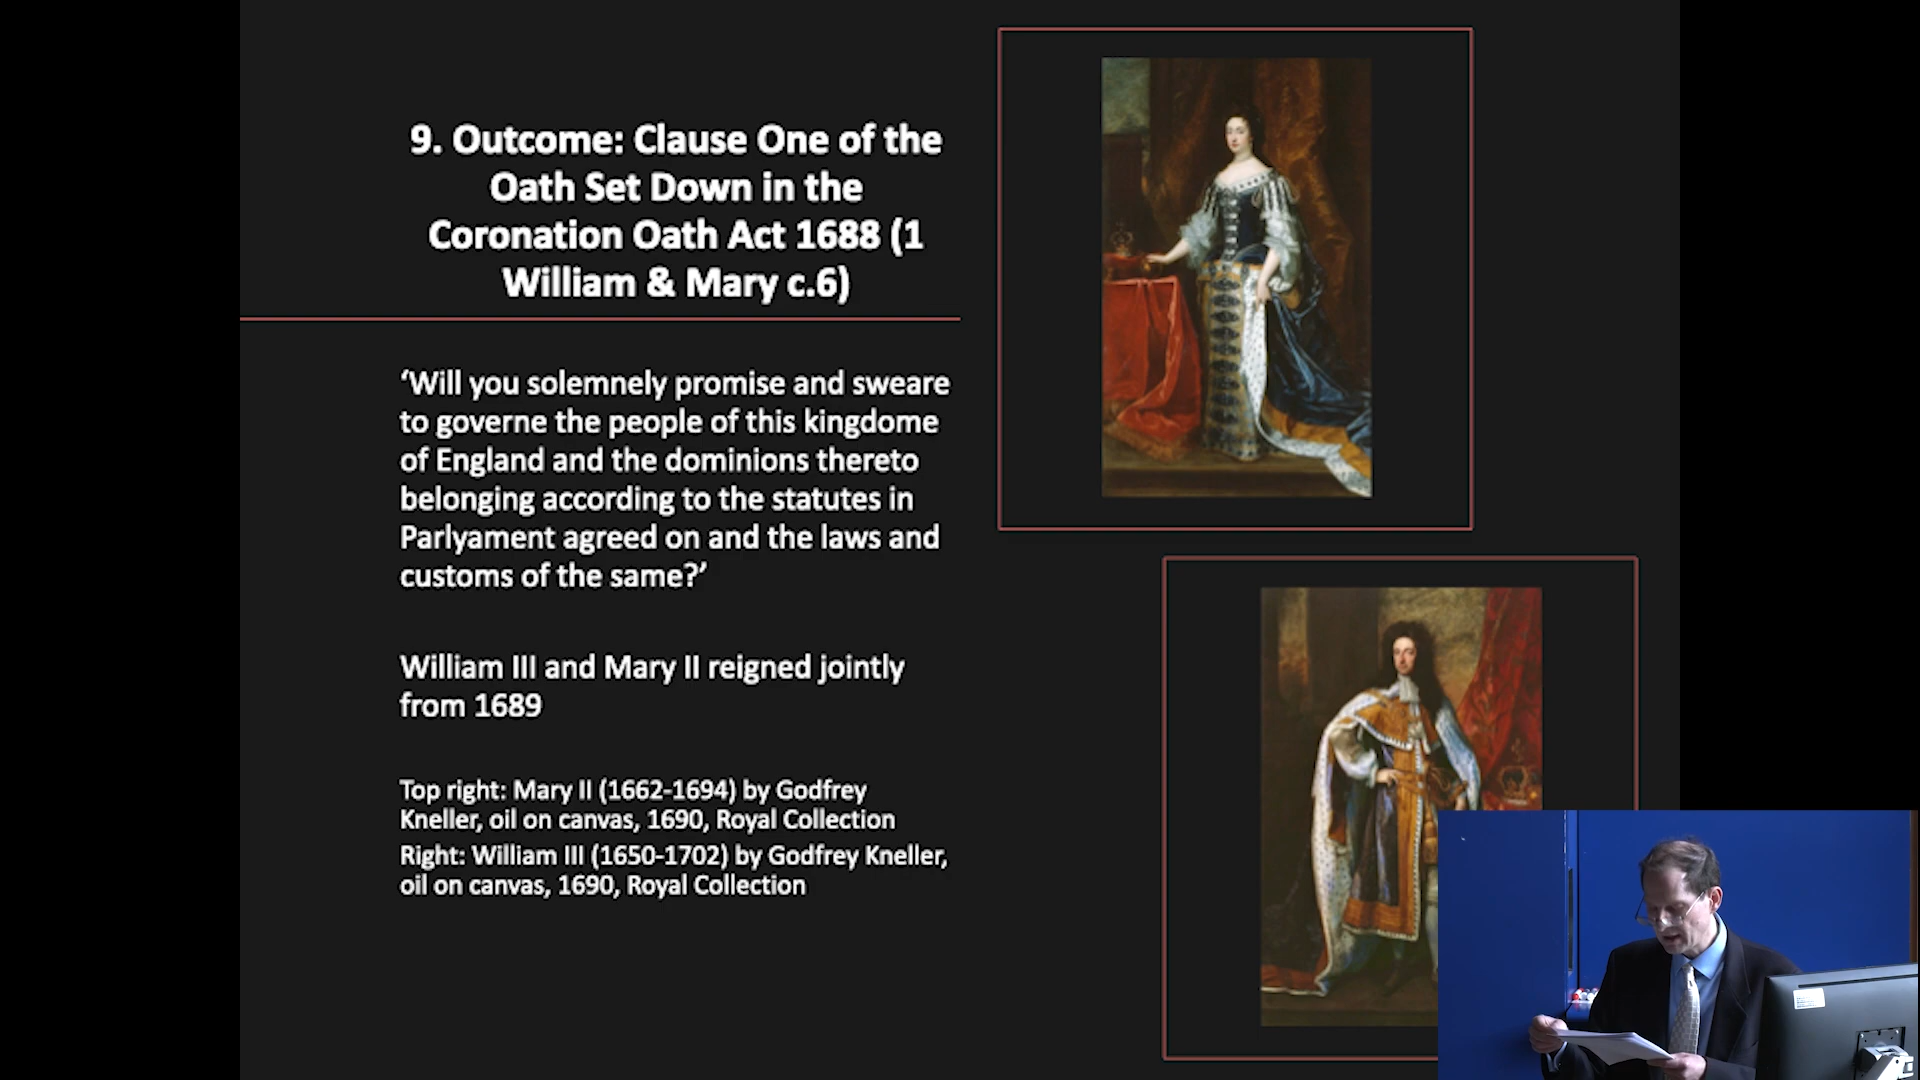 9. Outcome: Clause One of the
Oath Set Down in the
Coronation Oath Act 1688 (1
William & Mary c.6)
‘Will you solemnely promise and sweare
to governe the people of this kingdome
of England and the dominions thereto
belonging according to the statutes in
Parlyament agreed on and the laws and
customs of the same?’
William III and Mary II reigned jointly
from 1689
Top right: Mary II (1662-1694) by Godfrey
Kneller, oil on canvas, 1690, Royal Collection
Right: William III (1650-1702) by Godfrey Kneller,
oil on canvas, 1690, Royal Collection